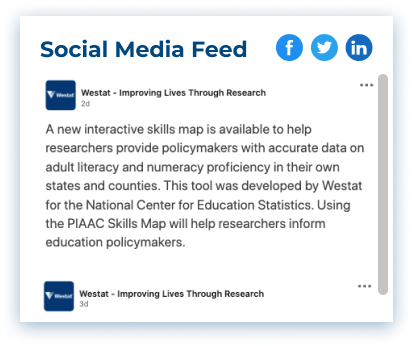 Social Media Feed
Westat
Westat - Improving Lives Through Research
2d
A new interactive skills map is available to help
researchers provide policymakers with accurate data on
adult literacy and numeracy proficiency in their own
states and counties. This tool was developed by Westat
for the National Center for Education Statistics. Using
the PIAAC Skills Map will help researchers inform
education policymakers.
Westat
Westat - Improving Lives Through Research
3d